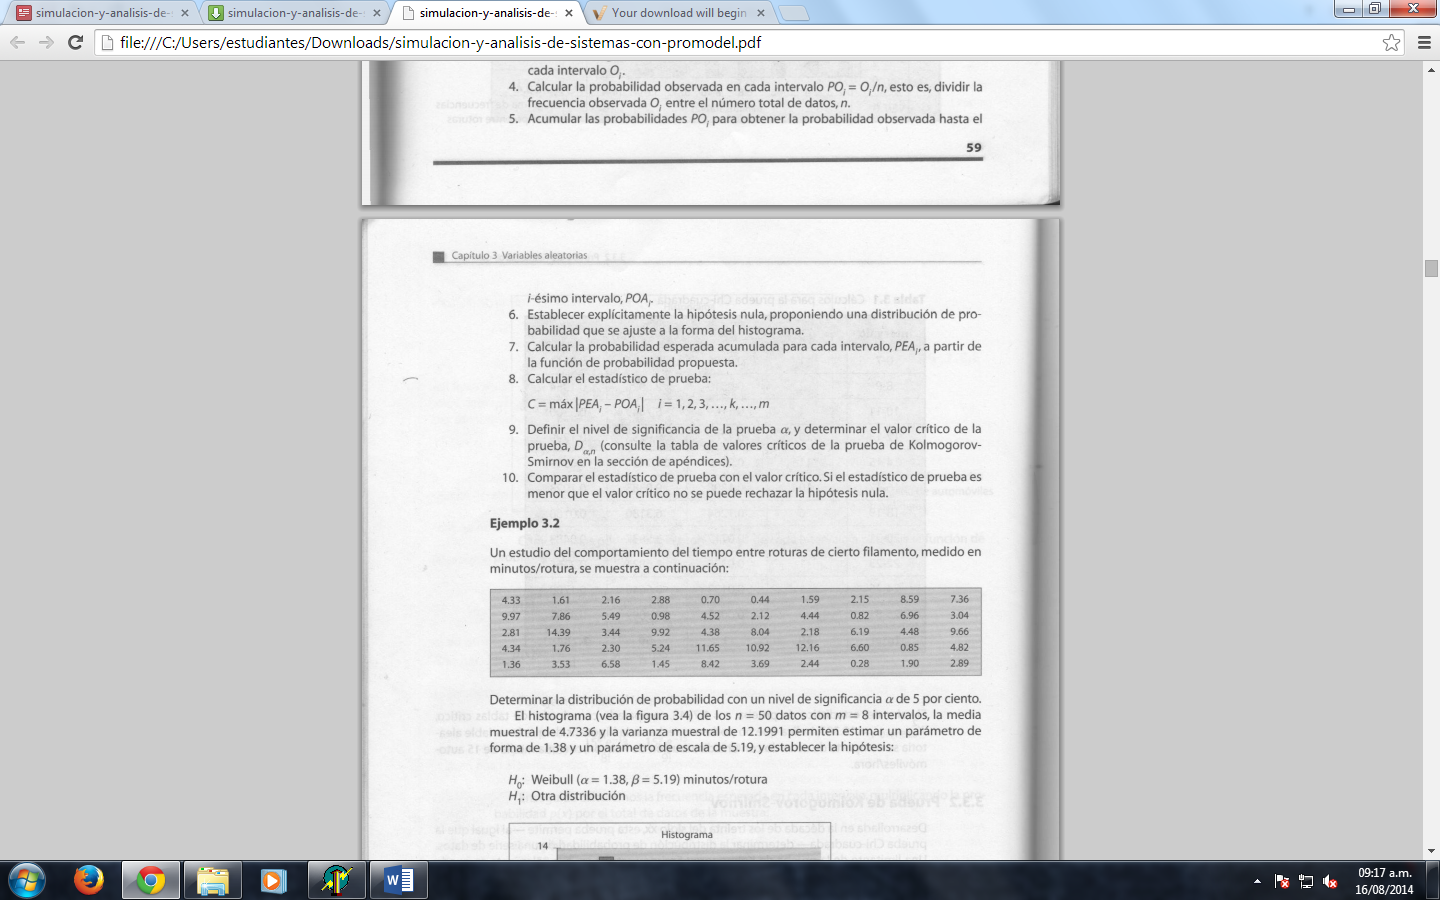 simulacion-y-analisis-de-s
simulacion-y-analisis-de-s
simulacion-y-analisis-de-s
Your download will begin
file:///C:/Users/estudiantes/Downloads/simulacion-y-analisis-de-sistemas-con-promodel.pdf
cada intervalo Oi.
4. Calcular la probabilidad observada en cada intervalo POi = Oi/n, esto es, dividir la
frecuencia observada Oi entre el número total de datos, n.
5. Acumular las probabilidades POi para obtener la probabilidad observada hasta el
59
Capítulo 3 Variables aleatorias
i-ésimo intervalo, POAi.
6. Establecer explícitamente la hipótesis nula, proponiendo una distribución de pro-
babilidad que se ajuste a la forma del histograma.
7. Calcular la probabilidad esperada acumulada para cada intervalo, PEAi, a partir de
la función de probabilidad propuesta.
8. Calcular el estadístico de prueba:
C = máx |PEAi – POAi| i = 1, 2, 3, …, k, …, m
9. Definir el nivel de significancia de la prueba α, y determinar el valor crítico de la
prueba, Dα,n (consulte la tabla de valores críticos de la prueba de Kolmogorov-
Smirnov en la sección de apéndices).
10. Comparar el estadístico de prueba con el valor crítico. Si el estadístico de prueba es
menor que el valor crítico no se puede rechazar la hipótesis nula.
Ejemplo 3.2
Un estudio del comportamiento del tiempo entre roturas de cierto filamento, medido en
minutos/rotura, se muestra a continuación:
4.33 1.61 2.16 2.88 0.70 0.44 1.59 2.15 8.59 7.36
9.97 7.86 5.49 0.98 4.52 2.12 4.44 0.82 6.96 3.04
2.81 14.39 3.44 9.92 4.38 8.04 2.18 6.19 4.48 9.66
4.34 1.76 2.30 5.24 11.65 10.92 12.16 6.60 0.85 4.82
1.36 3.53 6.58 1.45 8.42 3.69 2.44 0.28 1.90 2.89
Determinar la distribución de probabilidad con un nivel de significancia α de 5 por ciento.
El histograma (vea la figura 3.4) de los n = 50 datos con m = 8 intervalos, la media
muestral de 4.7336 y la varianza muestral de 12.1991 permiten estimar un parámetro de
forma de 1.38 y un parámetro de escala de 5.19, y establecer la hipótesis:
H0: Weibull (α = 1.38, β = 5.19) minutos/rotura
H1: Otra distribución
Histograma
14
09:17 a.m.
16/08/2014